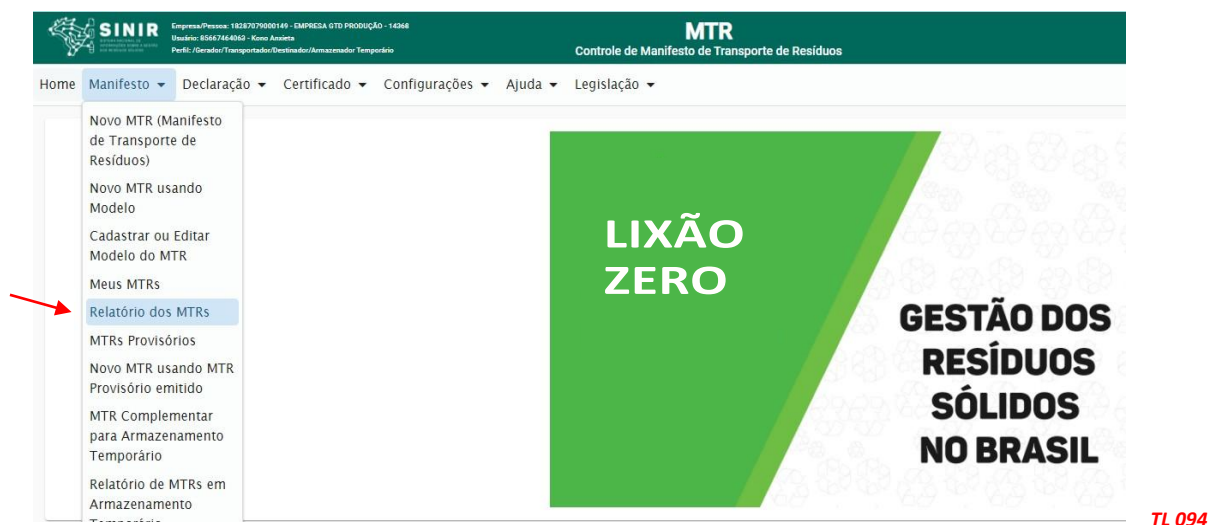 SINIR
Empresa/Pessoa: 18287079000149 - EMPRESA GTD PRODUÇÃO - 14368
Usuário: 85667464063 - Kono Anxieta
Perfil: /Gerador/Transportador/Destinador/Armazenador Temporário
MTR
Controle de Manifesto de Transporte de Resíduos
Home Manifesto Declaração Certificado Configurações Ajuda Legislação
Novo MTR (Manifesto
de Transporte de
Resíduos)
Novo MTR usando
Modelo
Cadastrar ou Editar
Modelo do MTR
Meus MTRs
Relatório dos MTRs
MTRs Provisórios
Novo MTR usando MTR
Provisório emitido
MTR Complementar
para Armazenamento
Temporário
Relatório de MTRs em
Armazenamento
Temporário
LIXÃO
ZERO
GESTÃO DOS
RESÍDUOS
SÓLIDOS
NO BRASIL
TL 094